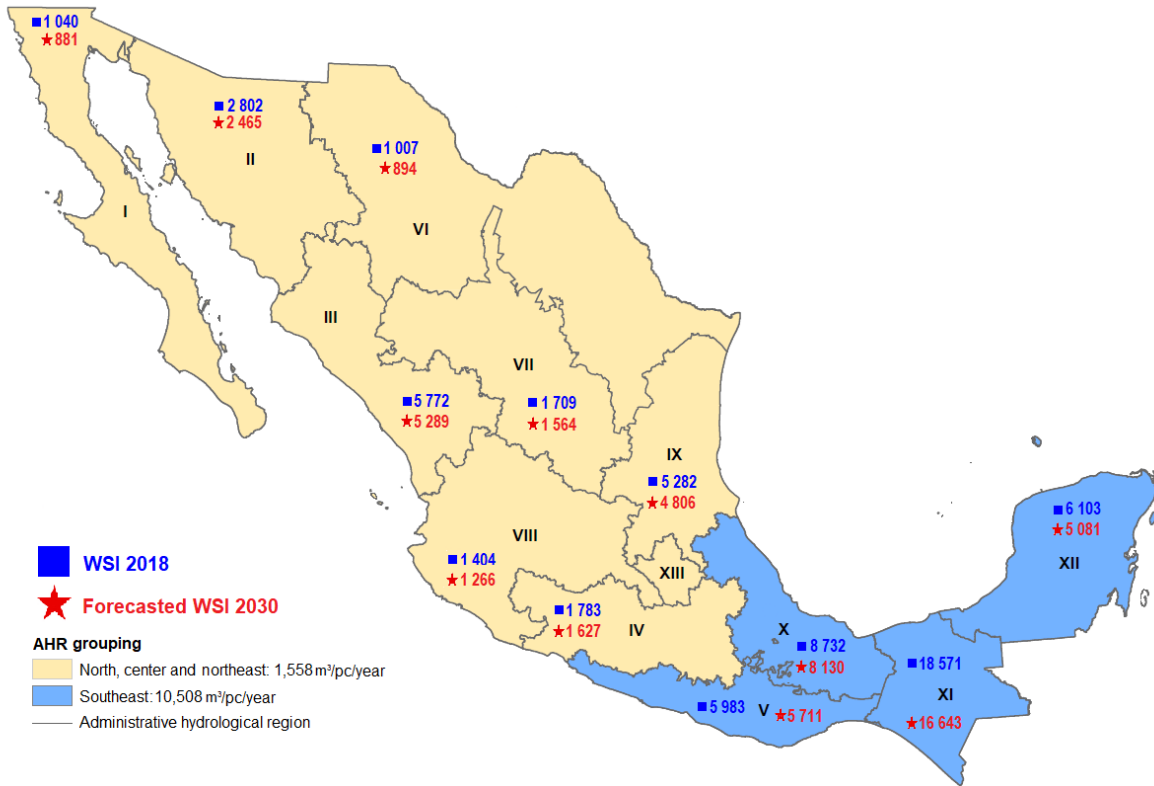 1 040
881
2 802
2 465
II
1 007
894
VI
I
III
VII
5 772
5 289
1 709
1 564
IX
5 282
4 806
6 103
5 081
XII
VIII
1 404
1 266
XIII
1 783
1 627
IV
X
8 732
8 130
18 571
XI
16 643
5 983
V
5 711
WSI 2018
Forecasted WSI 2030
AHR grouping
North, center and northeast: 1,558 m³/pc/year
Southeast: 10,508 m³/pc/year
Administrative hydrological region